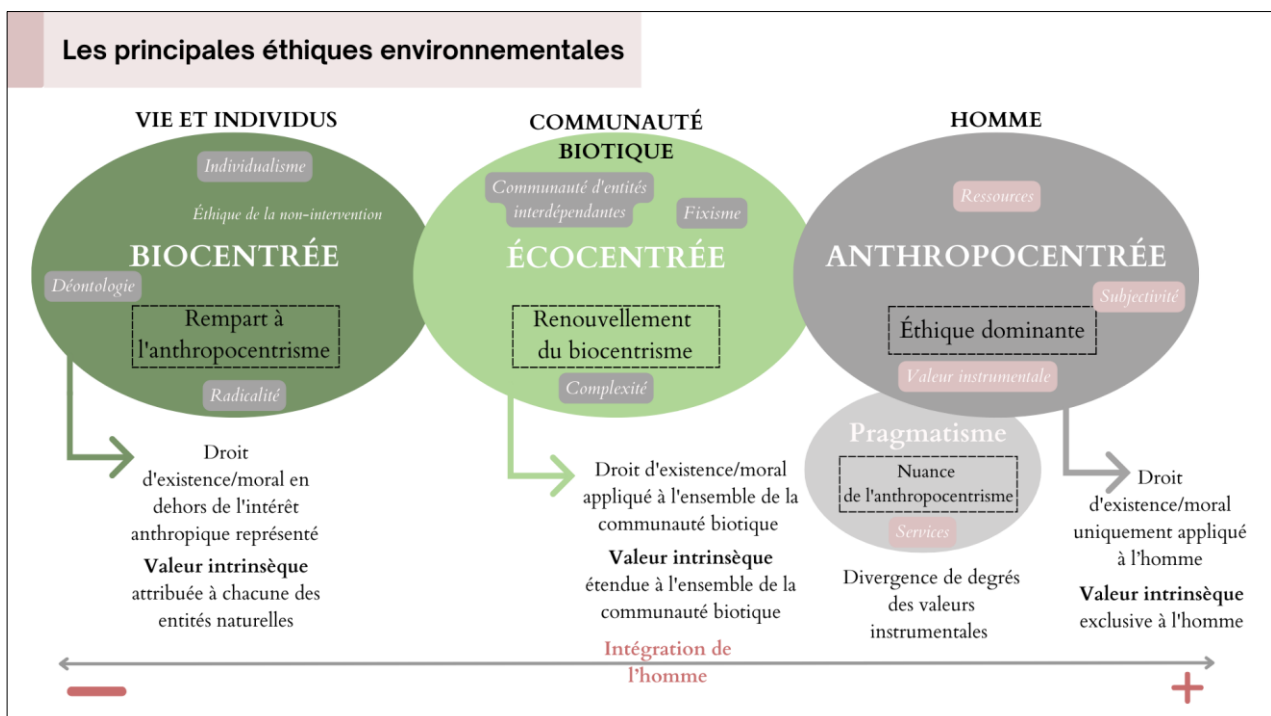 Les principales éthiques environnementales
VIE ET INDIVIDUS
Individualisme
Éthique de la non-intervention
BIOCENTRÉE
Déontologie
Rempart à
l'anthropocentrisme
Radicalité
Droit
d'existence/moral en
dehors de l'intérêt
anthropique représenté
Valeur intrinsèque
attribuée à chacune des
entités naturelles
COMMUNAUTÉ
BIOTIQUE
Communauté d'entités
interdépendantes
Fixisme
ÉCOCENTRÉE
Renouvellement
du biocentrisme
Complexité
Droit d'existence/moral
appliqué à l'ensemble de la
communauté biotique
Valeur intrinsèque
étendue à l'ensemble de la
communauté biotique
HOMME
Ressources
ANTHROPOCENTRÉE
Subjectivité
Éthique dominante
Valeur instrumentale
Pragmatisme
Nuance
de l'anthropocentrisme
Services
Divergence de degrés
des valeurs
instrumentales
Droit
d'existence/moral
uniquement appliqué
à l'homme
Valeur intrinsèque
exclusive à l'homme
Intégration de
l'homme